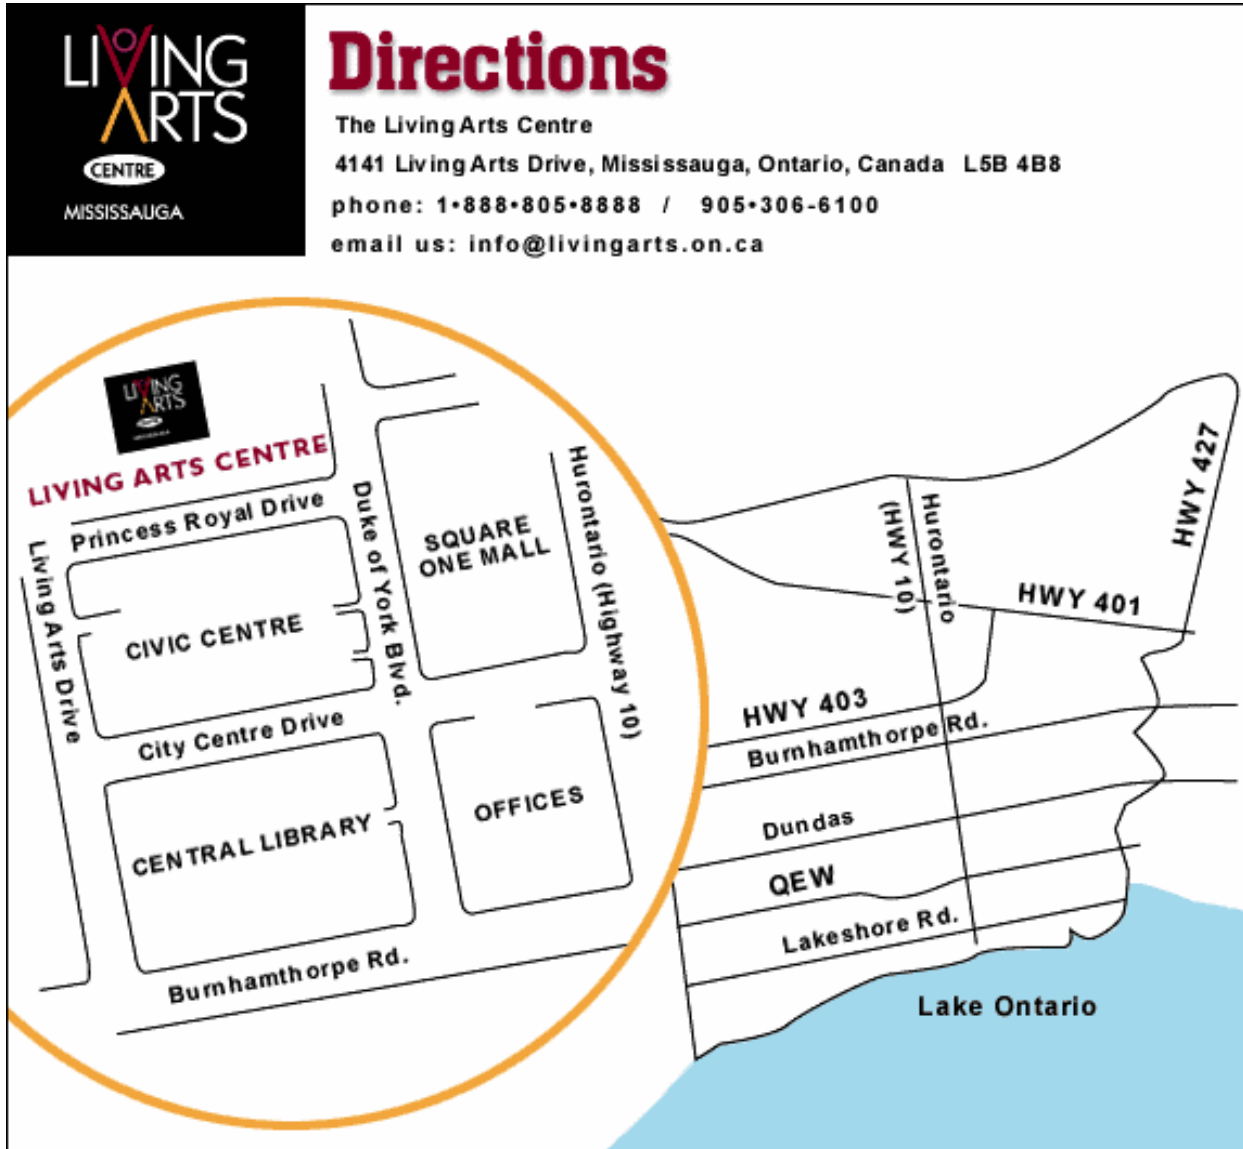 LIVING
ARTS
CENTRE
MISSISSAUGA
Directions
The Living Arts Centre
4141 Living Arts Drive, Mississauga, Ontario, Canada L5B 4B8
phone: 1•888•805•8888 / 905•306-6100
email us: info@livingarts.on.ca
LIVING
ARTS
LIVING ARTS CENTRE
Princess Royal Drive
Living Arts Drive
Duke of York Blvd.
SQUARE
ONE MALL
Hurontario (Highway 10)
CIVIC CENTRE
City Centre Drive
CENTRAL LIBRARY
OFFICES
Burnhamthorpe Rd.
HWY 427
Hurontario
(HWY 10)
HWY 401
HWY 403
Burnhamthorpe Rd.
Dundas
QEW
Lakeshore Rd.
Lake Ontario